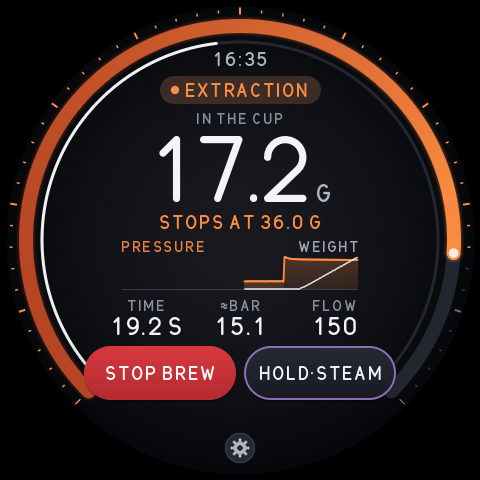 16:35
EXTRACTION
IN THE CUP
17.2 G
STOPS AT 36.0 G
PRESSURE WEIGHT
TIME ≈BAR FLOW
19.2 S 15.1 150
STOP BREW HOLD·STEAM